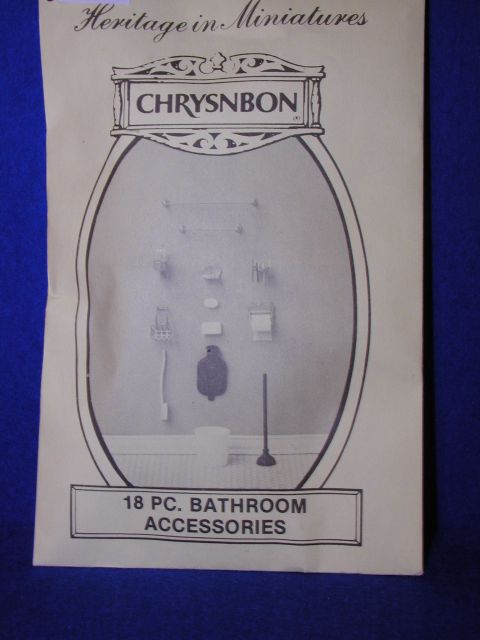 Heritage in Miniatures
CHRYSNBON
18 PC. BATHROOM
ACCESSORIES